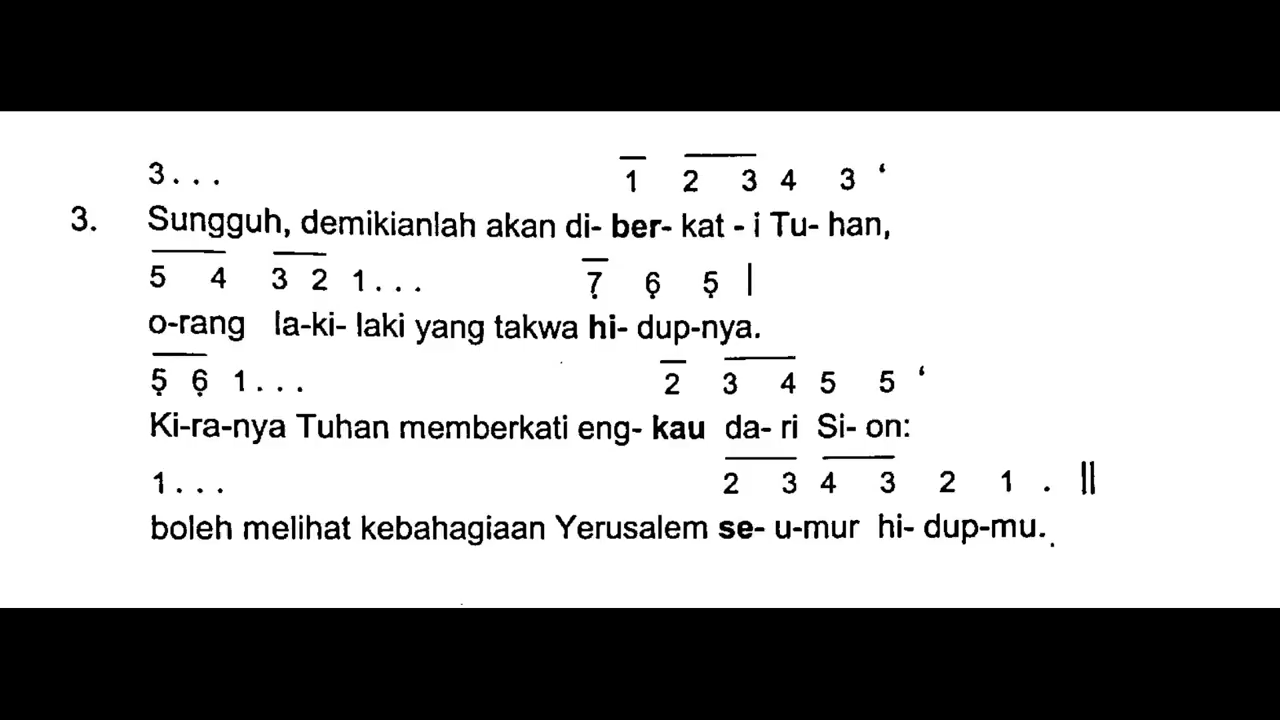 3 . . . 1̅ 2 3 4 3 ‘
3. Sungguh, demikianlah akan di- ber- kat - i Tu- han,
5 4 3 2 1 . . . 7̣ 6̣ 5̣ |
o-rang la-ki- laki yang takwa hi- dup-nya.
5̣ 6̣ 1 . . . 2 3 4 5 5 ‘
Ki-ra-nya Tuhan memberkati eng- kau da- ri Si- on:
1 . . . 2 3 4 3 2 1 . ||
boleh melihat kebahagiaan Yerusalem se- u-mur hi- dup-mu.